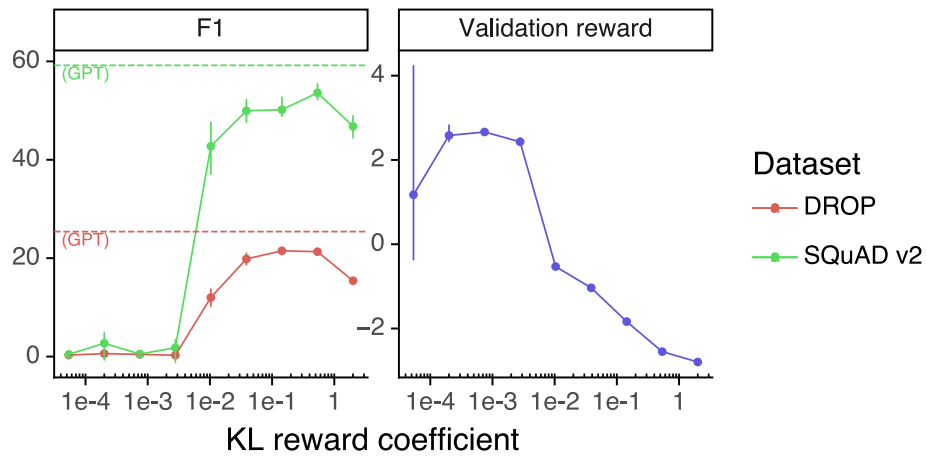 F1
Validation reward
60
40
20
0
(GPT)
(GPT)
4
2
0
−2
1e-4 1e-3 1e-2 1e-1 1
1e-4 1e-3 1e-2 1e-1 1
KL reward coefficient
Dataset
DROP
SQuAD v2